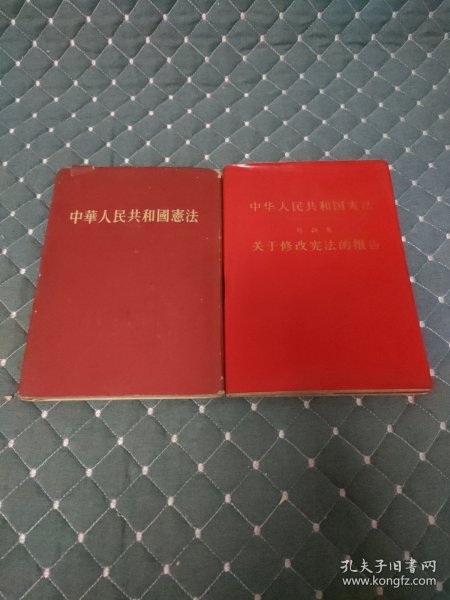 中華人民共和國憲法
中华人民共和国宪法
关于修改宪法的报告
孔夫子旧书网
www.kongfz.com